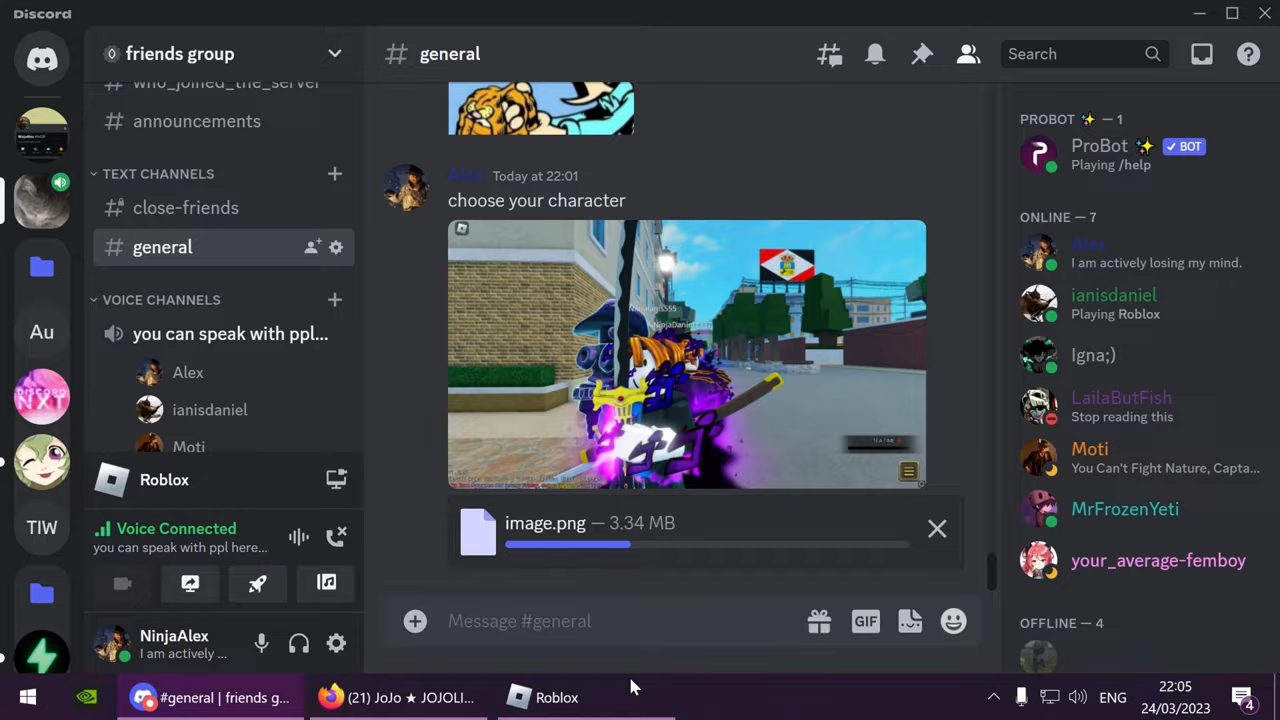 Discord
friends group
general
Search
who_joined_the_server
announcements
TEXT CHANNELS
close-friends
general
VOICE CHANNELS
you can speak with ppl...
Alex
ianisdaniel
Moti
Roblox
Voice Connected
you can speak with ppl here...
NinjaAlex
I am actively ...
Au
TIW
Alex Today at 22:01
choose your character
TEA TIME
image.png — 3.34 MB
Message #general
GIF
PROBOT ✨ — 1
ProBot ✨ BOT
Playing /help
ONLINE — 7
Alex
I am actively losing my mind.
ianisdaniel
Playing Roblox
Igna;)
LailaButFish
Stop reading this
Moti
You Can't Fight Nature, Capta...
MrFrozenYeti
your_average-femboy
OFFLINE — 4
#general | friends g...
(21) JoJo ★ JOJOLI...
Roblox
ENG
22:05
24/03/2023
4